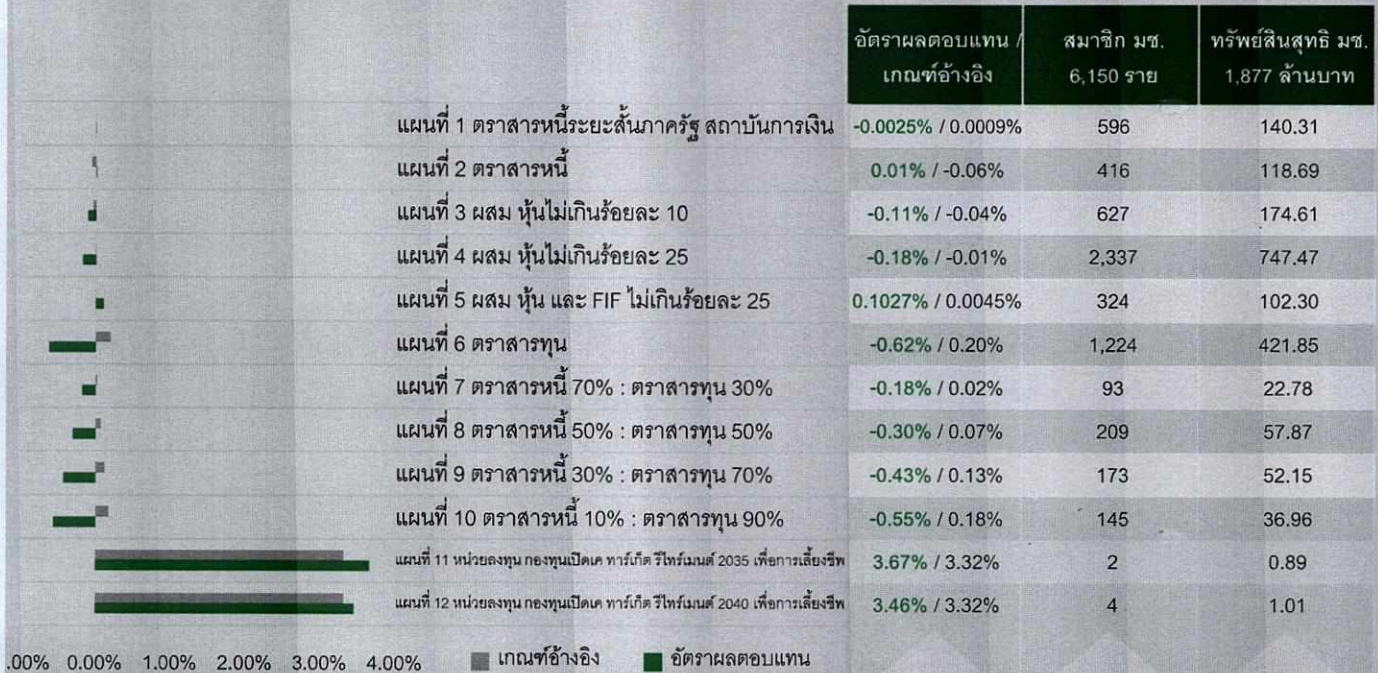 อัตราผลตอบแทน / เกณฑ์อ้างอิง สมาชิก มช. 6,150 ราย ทรัพย์สินสุทธิ มช. 1,877 ล้านบาท
แผนที่ 1 ตราสารหนี้ระยะสั้นภาครัฐ สถาบันการเงิน -0.0025% / 0.0009% 596 140.31
แผนที่ 2 ตราสารหนี้ 0.01% / -0.06% 416 118.69
แผนที่ 3 ผสม หุ้นไม่เกินร้อยละ 10 -0.11% / -0.04% 627 174.61
แผนที่ 4 ผสม หุ้นไม่เกินร้อยละ 25 -0.18% / -0.01% 2,337 747.47
แผนที่ 5 ผสม หุ้น และ FIF ไม่เกินร้อยละ 25 0.1027% / 0.0045% 324 102.30
แผนที่ 6 ตราสารทุน -0.62% / 0.20% 1,224 421.85
แผนที่ 7 ตราสารหนี้ 70% : ตราสารทุน 30% -0.18% / 0.02% 93 22.78
แผนที่ 8 ตราสารหนี้ 50% : ตราสารทุน 50% -0.30% / 0.07% 209 57.87
แผนที่ 9 ตราสารหนี้ 30% : ตราสารทุน 70% -0.43% / 0.13% 173 52.15
แผนที่ 10 ตราสารหนี้ 10% : ตราสารทุน 90% -0.55% / 0.18% 145 36.96
แผนที่ 11 หน่วยลงทุน กองทุนเปิดเค ทาร์เก็ต รีไทร์เมนต์ 2035 เพื่อการเลี้ยงชีพ 3.67% / 3.32% 2 0.89
แผนที่ 12 หน่วยลงทุน กองทุนเปิดเค ทาร์เก็ต รีไทร์เมนต์ 2040 เพื่อการเลี้ยงชีพ 3.46% / 3.32% 4 1.01
.00% 0.00% 1.00% 2.00% 3.00% 4.00% เกณฑ์อ้างอิง อัตราผลตอบแทน